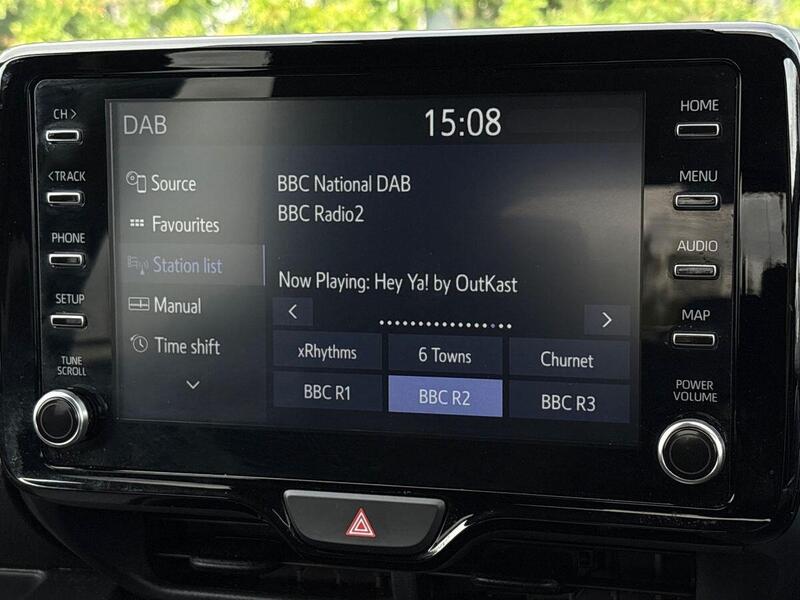 DAB
15:08
CH >
< TRACK
PHONE
SETUP
TUNE
SCROLL
Source
Favourites
Station list
Manual
Time shift
BBC National DAB
BBC Radio2
Now Playing: Hey Ya! by OutKast
xRhythms
6 Towns
Churnet
BBC R1
BBC R2
BBC R3
HOME
MENU
AUDIO
MAP
POWER
VOLUME